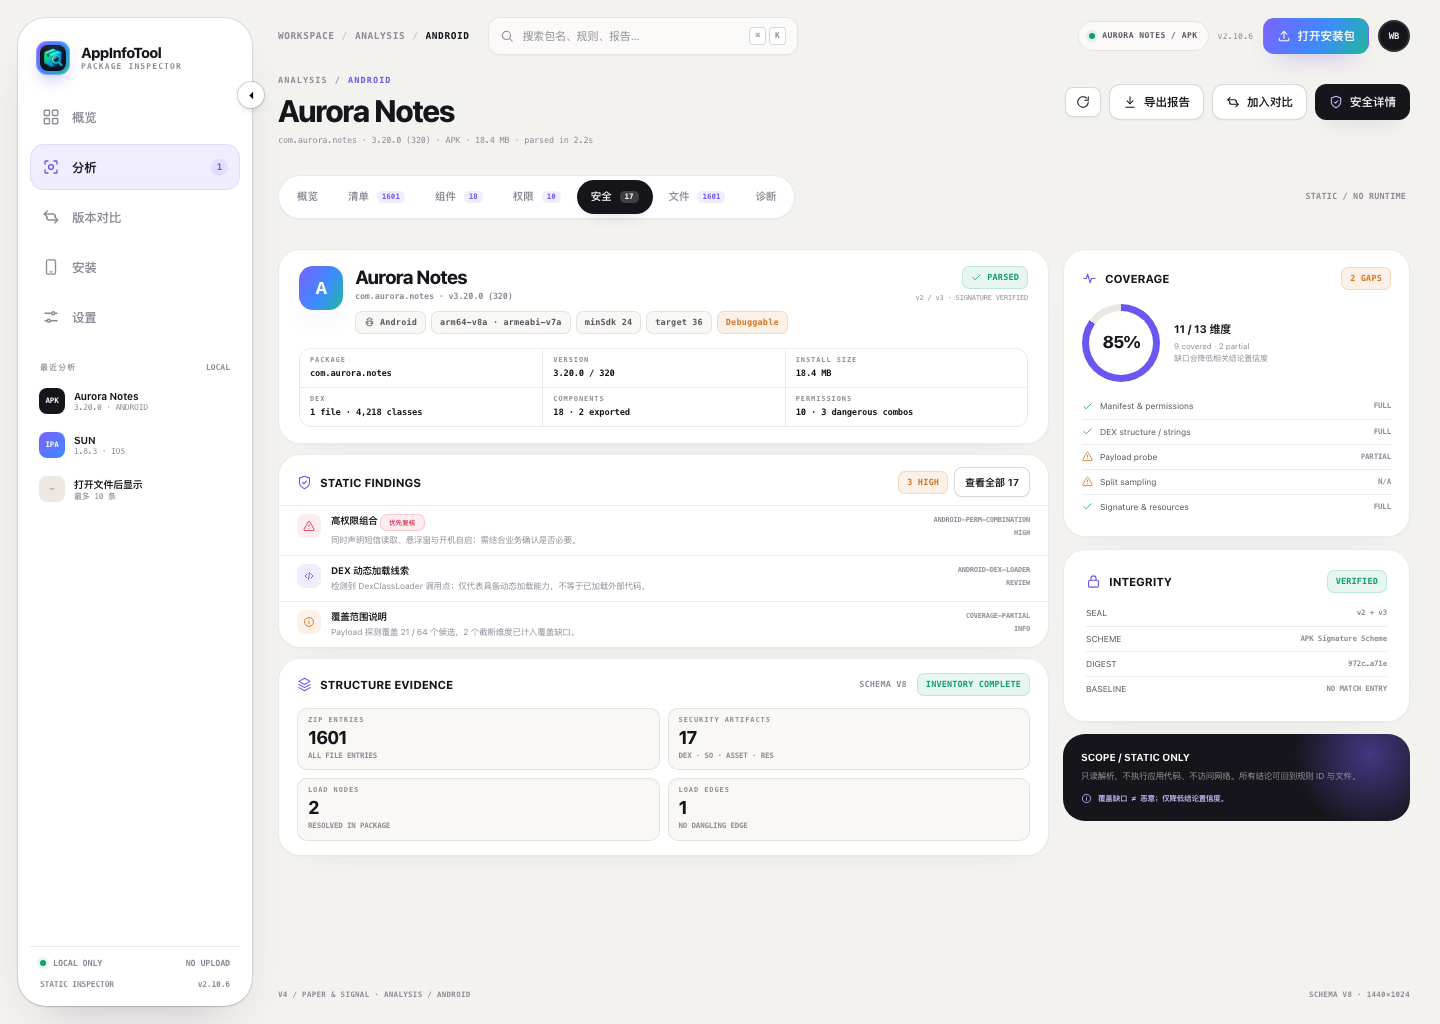 AppInfoTool
PACKAGE INSPECTOR
概览
分析 1
版本对比
安装
设置
最近分析 LOCAL
APK Aurora Notes
3.20.0 · ANDROID
IPA SUN
1.8.3 · IOS
打开文件后显示
最多 10 条
LOCAL ONLY NO UPLOAD
STATIC INSPECTOR v2.10.6
WORKSPACE / ANALYSIS / ANDROID
搜索包名、规则、报告... ⌘ K
AURORA NOTES / APK v2.10.6 打开安装包 WB
ANALYSIS / ANDROID
Aurora Notes
com.aurora.notes · 3.20.0 (320) · APK · 18.4 MB · parsed in 2.2s
导出报告 加入对比 安全详情
概览 清单 1601 组件 18 权限 10 安全 17 文件 1601 诊断
STATIC / NO RUNTIME
A Aurora Notes
com.aurora.notes · v3.20.0 (320)
PARSED
v2 / v3 · SIGNATURE VERIFIED
Android arm64-v8a · armeabi-v7a minSdk 24 target 36 Debuggable
PACKAGE VERSION INSTALL SIZE
com.aurora.notes 3.20.0 / 320 18.4 MB
DEX COMPONENTS PERMISSIONS
1 file · 4,218 classes 18 · 2 exported 10 · 3 dangerous combos
STATIC FINDINGS 3 HIGH 查看全部 17
高权限组合 优先复核 ANDROID-PERM-COMBINATION
同时声明短信读取、悬浮窗与开机自启；需结合业务确认是否必要。 HIGH
DEX 动态加载线索 ANDROID-DEX-LOADER
检测到 DexClassLoader 调用点；仅代表具备动态加载能力，不等于已加载外部代码。 REVIEW
覆盖范围说明 COVERAGE-PARTIAL
Payload 探测覆盖 21 / 64 个候选，2 个截断维度已计入覆盖缺口。 INFO
STRUCTURE EVIDENCE SCHEMA V8 INVENTORY COMPLETE
ZIP ENTRIES SECURITY ARTIFACTS
1601 17
ALL FILE ENTRIES DEX · SO · ASSET · RES
LOAD NODES LOAD EDGES
2 1
RESOLVED IN PACKAGE NO DANGLING EDGE
COVERAGE 2 GAPS
85%
11 / 13 维度
9 covered · 2 partial
缺口会降低相关结论置信度
Manifest & permissions FULL
DEX structure / strings FULL
Payload probe PARTIAL
Split sampling N/A
Signature & resources FULL
INTEGRITY VERIFIED
SEAL v2 + v3
SCHEME APK Signature Scheme
DIGEST 972c…a71e
BASELINE NO MATCH ENTRY
SCOPE / STATIC ONLY
只读解析，不执行应用代码、不访问网络。所有结论可回到规则 ID 与文件。
覆盖缺口 ≠ 恶意；仅降低结论置信度。
V4 / PAPER & SIGNAL · ANALYSIS / ANDROID
SCHEMA V8 · 1440×1024